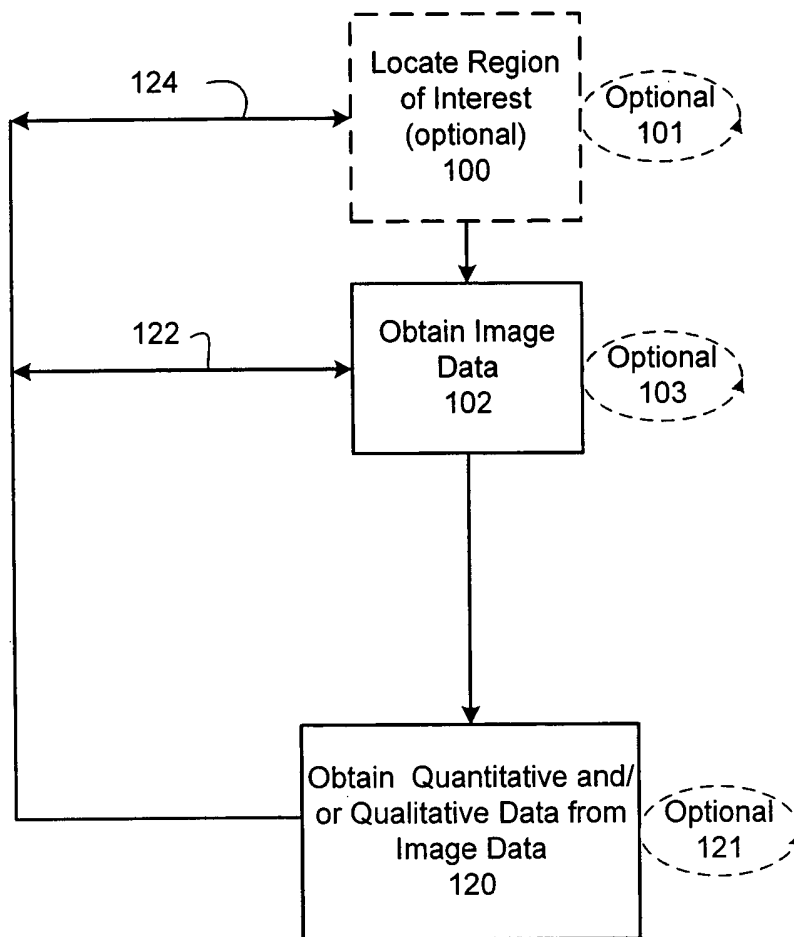 124
Locate Region
of Interest
(optional)
100
Optional
101
122
Obtain Image
Data
102
Optional
103
Obtain Quantitative and/
or Qualitative Data from
Image Data
120
Optional
121